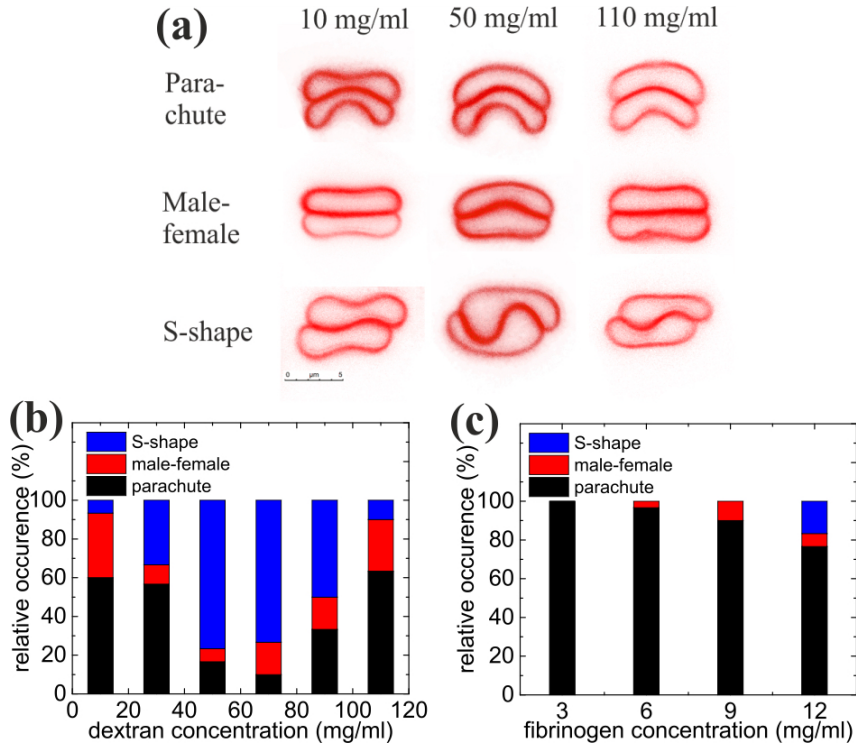 (a)
10 mg/ml 50 mg/ml 110 mg/ml
Para-
chute
Male-
female
S-shape
0 µm 5
(b)
S-shape
male-female
parachute
relative occurence (%)
100
80
60
40
20
0
0 20 40 60 80 100 120
dextran concentration (mg/ml)
(c)
S-shape
male-female
parachute
relative occurence (%)
100
80
60
40
20
0
3 6 9 12
fibrinogen concentration (mg/ml)